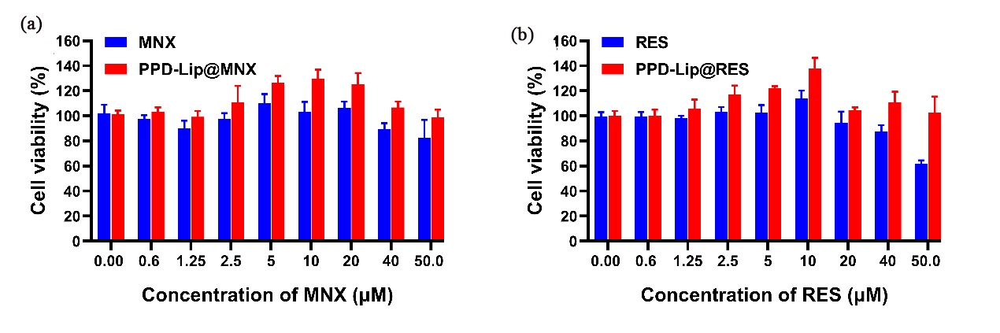 (a)
160
140
120
100
80
60
40
20
0
Cell viability (%)
MNX
PPD-Lip@MNX
0.00 0.6 1.25 2.5 5 10 20 40 50.0
Concentration of MNX (µM)
(b)
160
140
120
100
80
60
40
20
0
Cell viability (%)
RES
PPD-Lip@RES
0.00 0.6 1.25 2.5 5 10 20 40 50.0
Concentration of RES (µM)